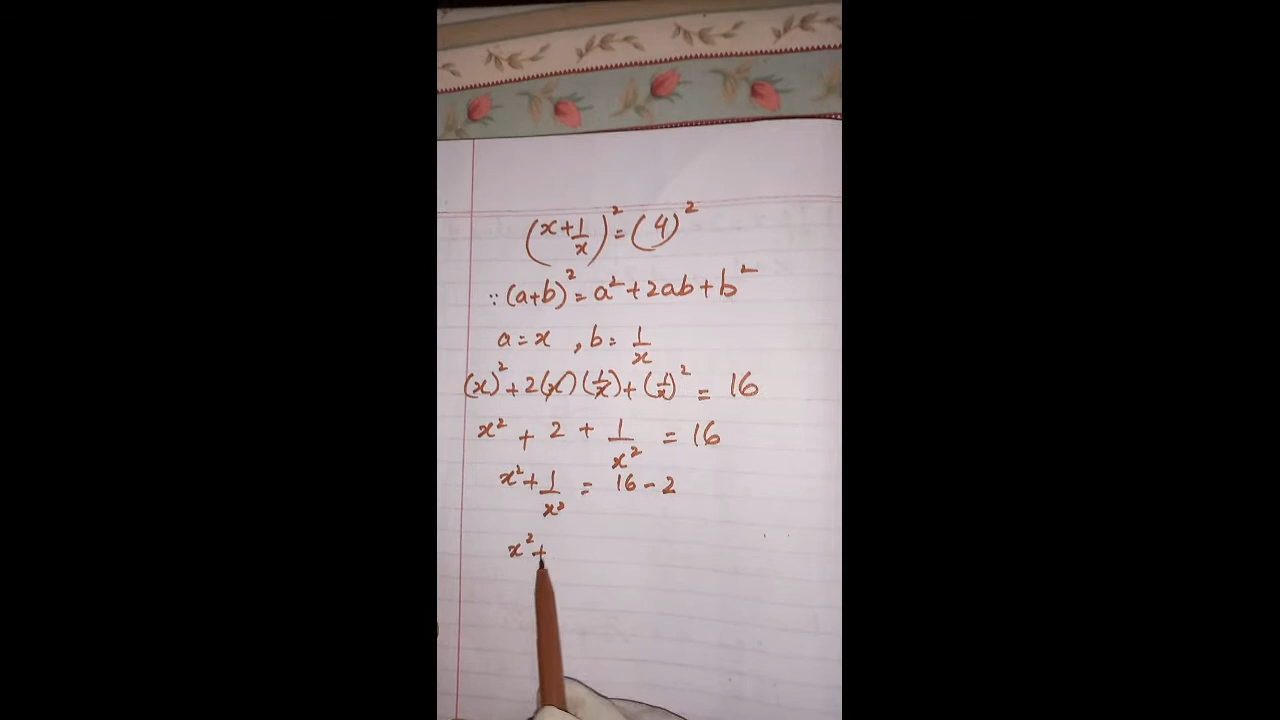 (x+1/x)² = (4)²
∵ (a+b)² = a²+2ab+b²
a = x , b = 1/x
(x)² + 2(x)(1/x) + (1/x)² = 16
x² + 2 + 1/x² = 16
x² + 1/x² = 16 - 2
x² +